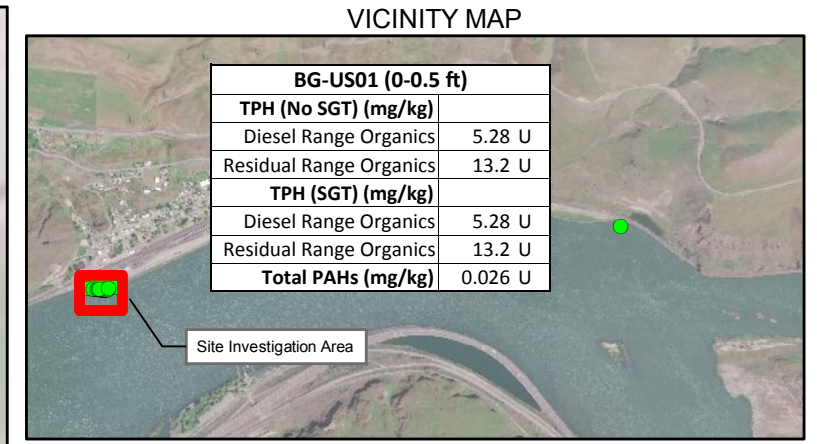 VICINITY MAP
BG-US01 (0-0.5 ft)
TPH (No SGT) (mg/kg)
Diesel Range Organics 5.28 U
Residual Range Organics 13.2 U
TPH (SGT) (mg/kg)
Diesel Range Organics 5.28 U
Residual Range Organics 13.2 U
Total PAHs (mg/kg) 0.026 U
Site Investigation Area